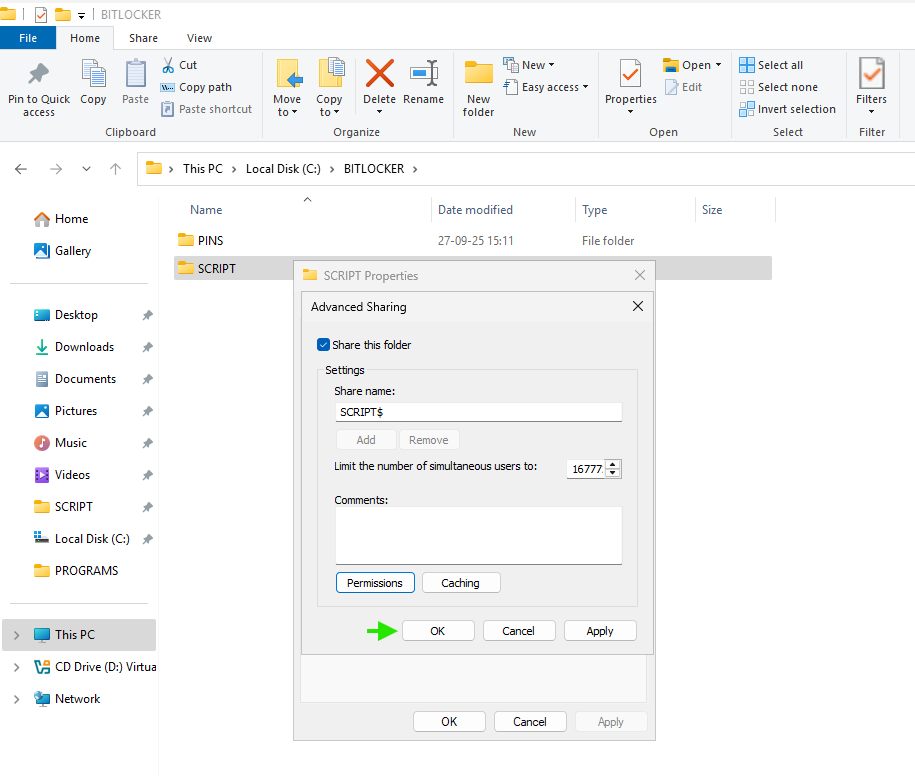 BITLOCKER
File Home Share View
Pin to Quick access
Copy
Paste
Cut
Copy path
Paste shortcut
Clipboard
Move to
Copy to
Delete
Rename
Organize
New folder
New
Easy access
New
Properties
Open
Edit
Open
Select all
Select none
Invert selection
Select
Filters
Filter
This PC > Local Disk (C:) > BITLOCKER >
Name Date modified Type Size
PINS 27-09-25 15:11 File folder
SCRIPT
Home
Gallery
Desktop
Downloads
Documents
Pictures
Music
Videos
SCRIPT
Local Disk (C:)
PROGRAMS
This PC
CD Drive (D:) Virtua
Network
SCRIPT Properties
Advanced Sharing
Share this folder
Settings
Share name:
SCRIPT$
Add Remove
Limit the number of simultaneous users to: 16777
Comments:
Permissions Caching
OK Cancel Apply
OK Cancel Apply